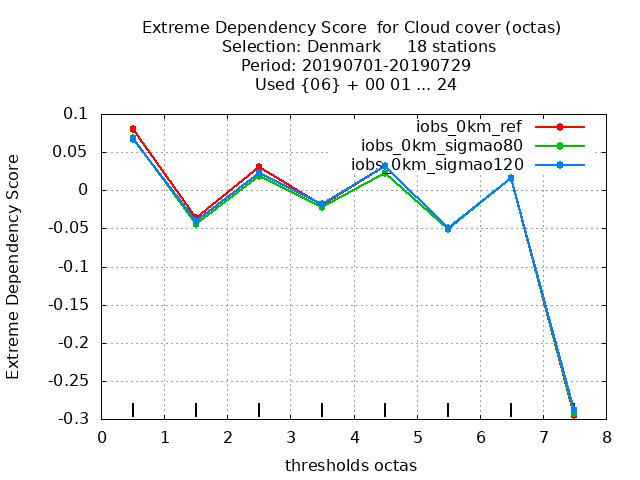 Extreme Dependency Score  for Cloud cover (octas)
Selection: Denmark     18 stations
Period: 20190701-20190729
Used {06} + 00 01 ... 24
iobs_0km_ref
iobs_0km_sigmao80
iobs_0km_sigmao120
Extreme Dependency Score
0.1
0.05
0
-0.05
-0.1
-0.15
-0.2
-0.25
-0.3
0 1 2 3 4 5 6 7 8
thresholds octas